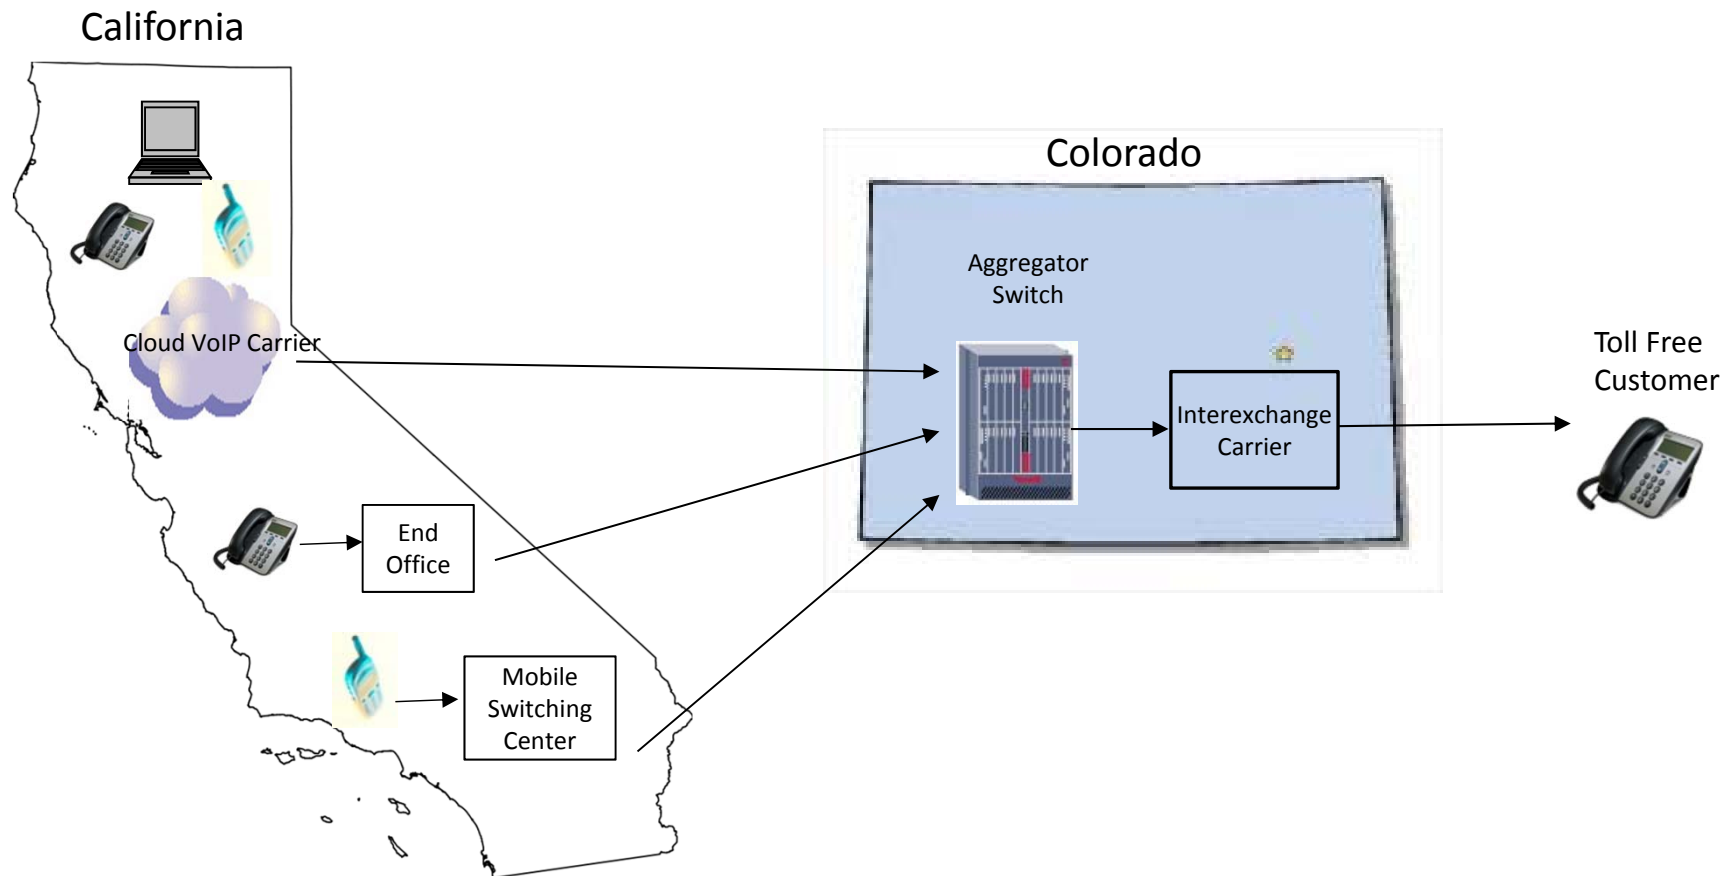 California
Colorado
Aggregator
Switch
Cloud VoIP Carrier
Toll Free
Customer
Interexchange
Carrier
End
Office
Mobile
Switching
Center